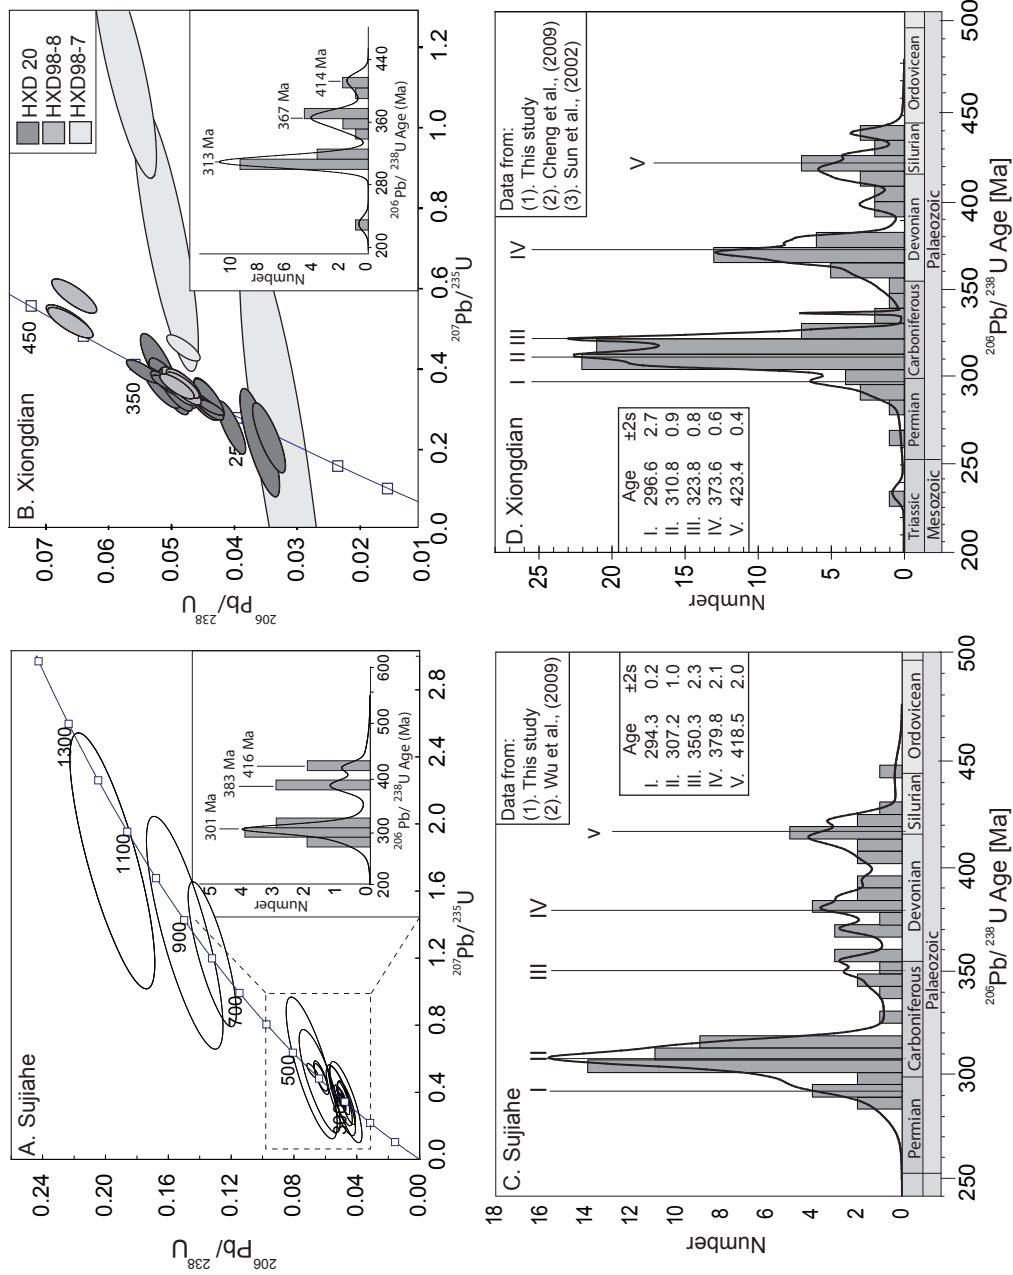 A. Sujiahe
0.24
0.20
0.16
0.12
0.08
0.04
0.00
206Pb/ 238U
0.0
0.4
0.8
1.2
1.6
2.0
2.4
2.8
207Pb/235U
500
700
900
1100
1300
301 Ma
383 Ma
416 Ma
Number
5
4
3
2
1
0
200
300
400
500
600
206Pb/ 238U Age (Ma)
B. Xiongdian
HXD 20
HXD98-8
HXD98-7
0.07
0.06
0.05
0.04
0.03
0.02
0.01
206Pb/ 238U
0.0
0.2
0.4
0.6
0.8
1.0
1.2
207Pb/235U
450
350
25
313 Ma
367 Ma
414 Ma
Number
10
8
6
4
2
0
200
280
360
440
206Pb/ 238U Age (Ma)
C. Sujiahe
Data from:
(1). This study
(2). Wu et al., (2009)
Age ±2s
I. 294.3 0.2
II. 307.2 1.0
III. 350.3 2.3
IV. 379.8 2.1
V. 418.5 2.0
I
II
III
IV
V
Number
18
16
14
12
10
8
6
4
2
0
Permian
Carboniferous
Devonian
Silurian
Ordovicean
Palaeozoic
250
300
350
400
450
500
206Pb/ 238U Age [Ma]
D. Xiongdian
Data from:
(1). This study
(2). Cheng et al., (2009)
(3). Sun et al., (2002)
Age ±2s
I. 296.6 2.7
II. 310.8 0.9
III. 323.8 0.8
IV. 373.6 0.6
V. 423.4 0.4
I
II
III
IV
V
Number
25
20
15
10
5
0
Triassic
Permian
Carboniferous
Devonian
Silurian
Ordovicean
Mesozoic
Palaeozoic
200
250
300
350
400
450
500
206Pb/ 238U Age [Ma]